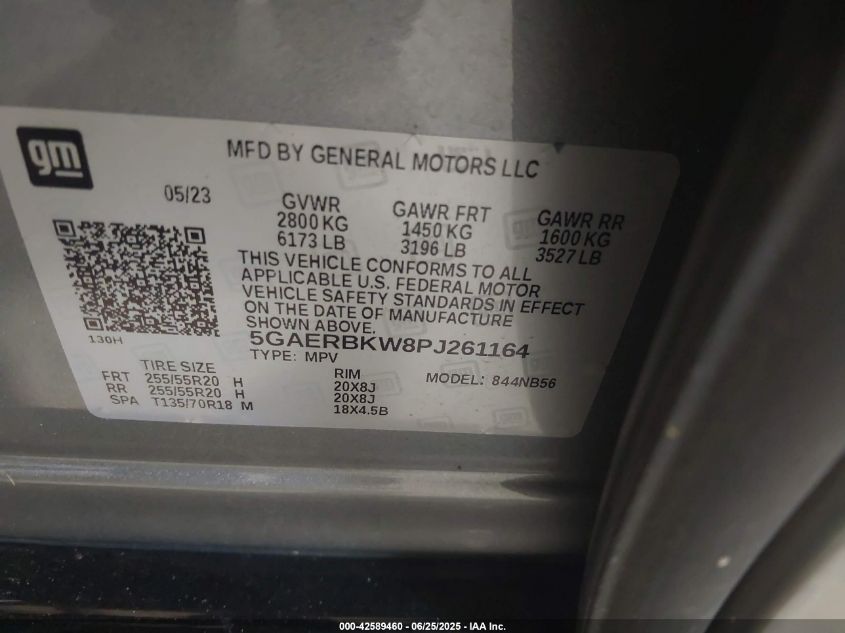 gm
MFD BY GENERAL MOTORS LLC
05/23
GVWR
2800 KG
6173 LB
GAWR FRT
1450 KG
3196 LB
GAWR RR
1600 KG
3527 LB
THIS VEHICLE CONFORMS TO ALL
APPLICABLE U.S. FEDERAL MOTOR
VEHICLE SAFETY STANDARDS IN EFFECT
ON THE DATE OF MANUFACTURE
SHOWN ABOVE.
130H
5GAERBKW8PJ261164
TYPE: MPV
MODEL: 844NB56
TIRE SIZE RIM
FRT 255/55R20 H 20X8J
RR 255/55R20 H 20X8J
SPA T135/70R18 M 18X4.5B
000-42589460 - 06/25/2025 - IAA Inc.